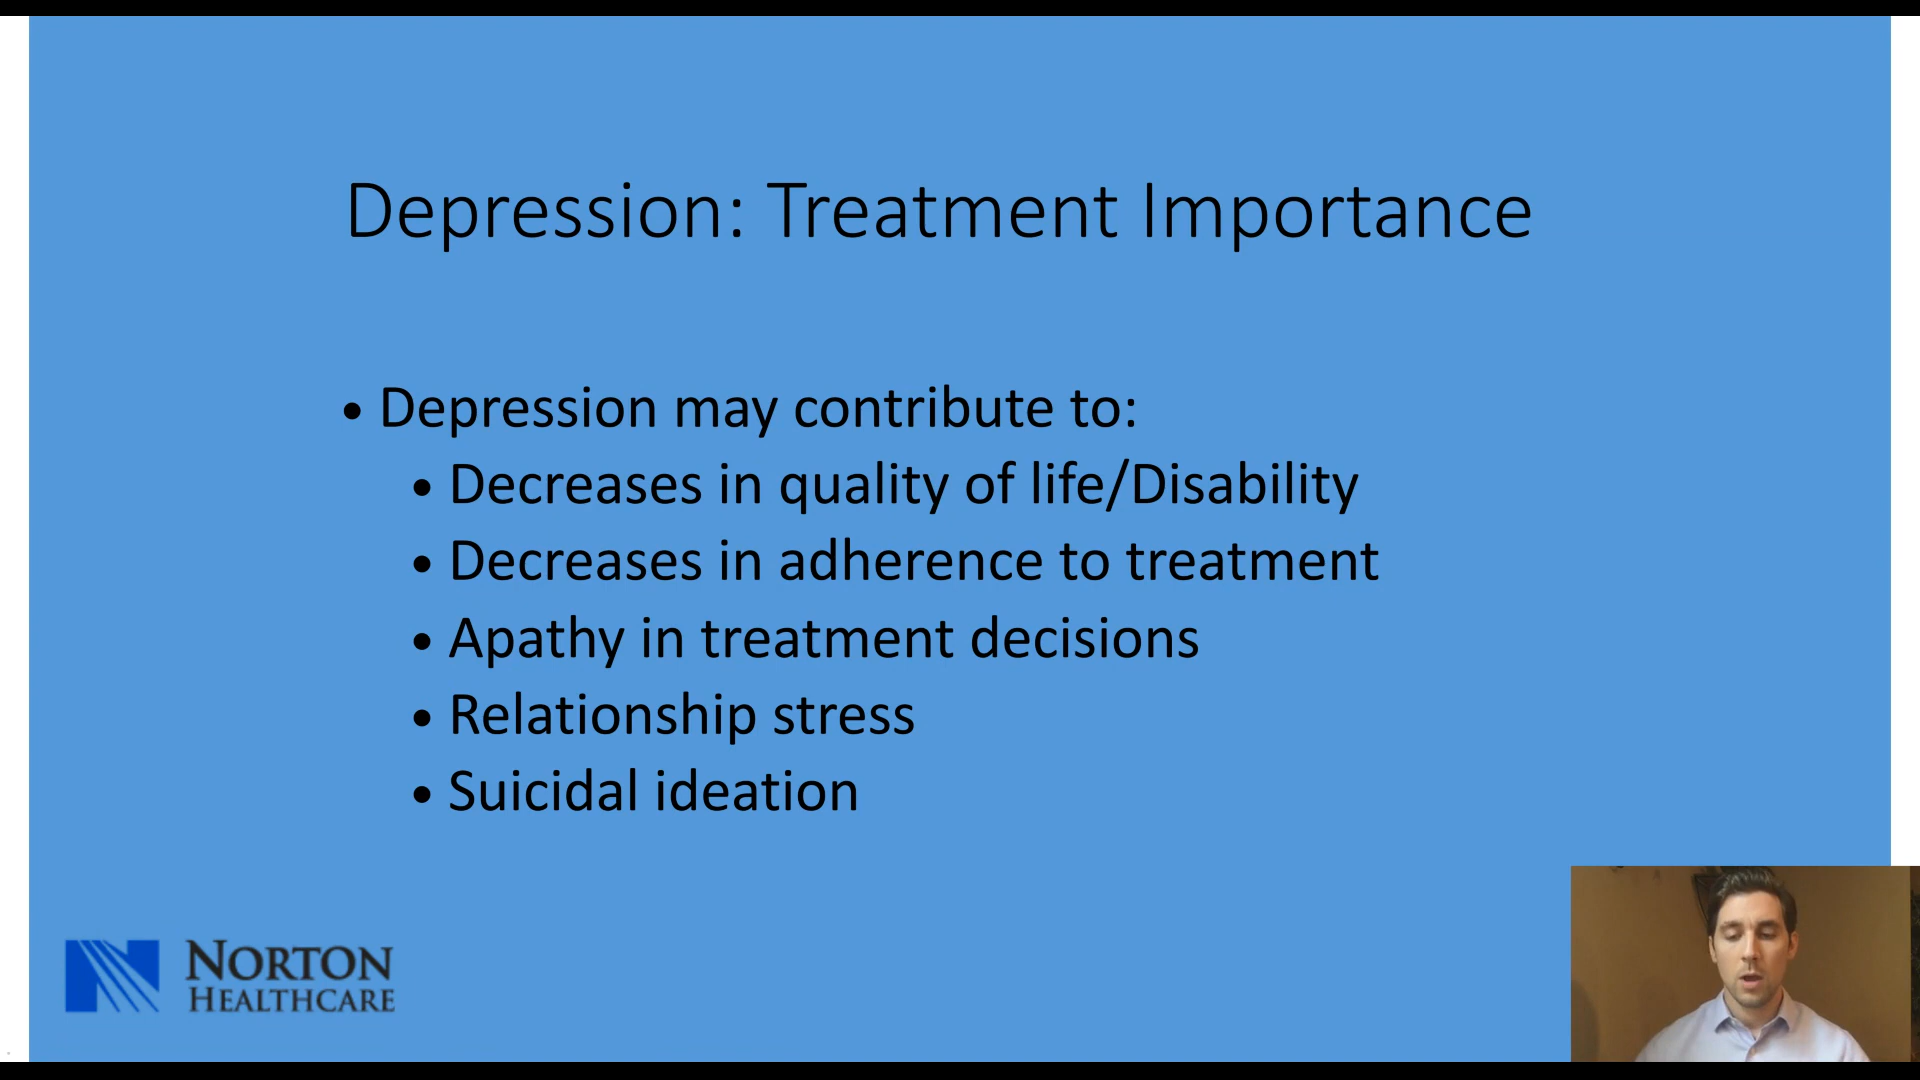 Depression: Treatment Importance
• Depression may contribute to:
• Decreases in quality of life/Disability
• Decreases in adherence to treatment
• Apathy in treatment decisions
• Relationship stress
• Suicidal ideation
NORTON
HEALTHCARE